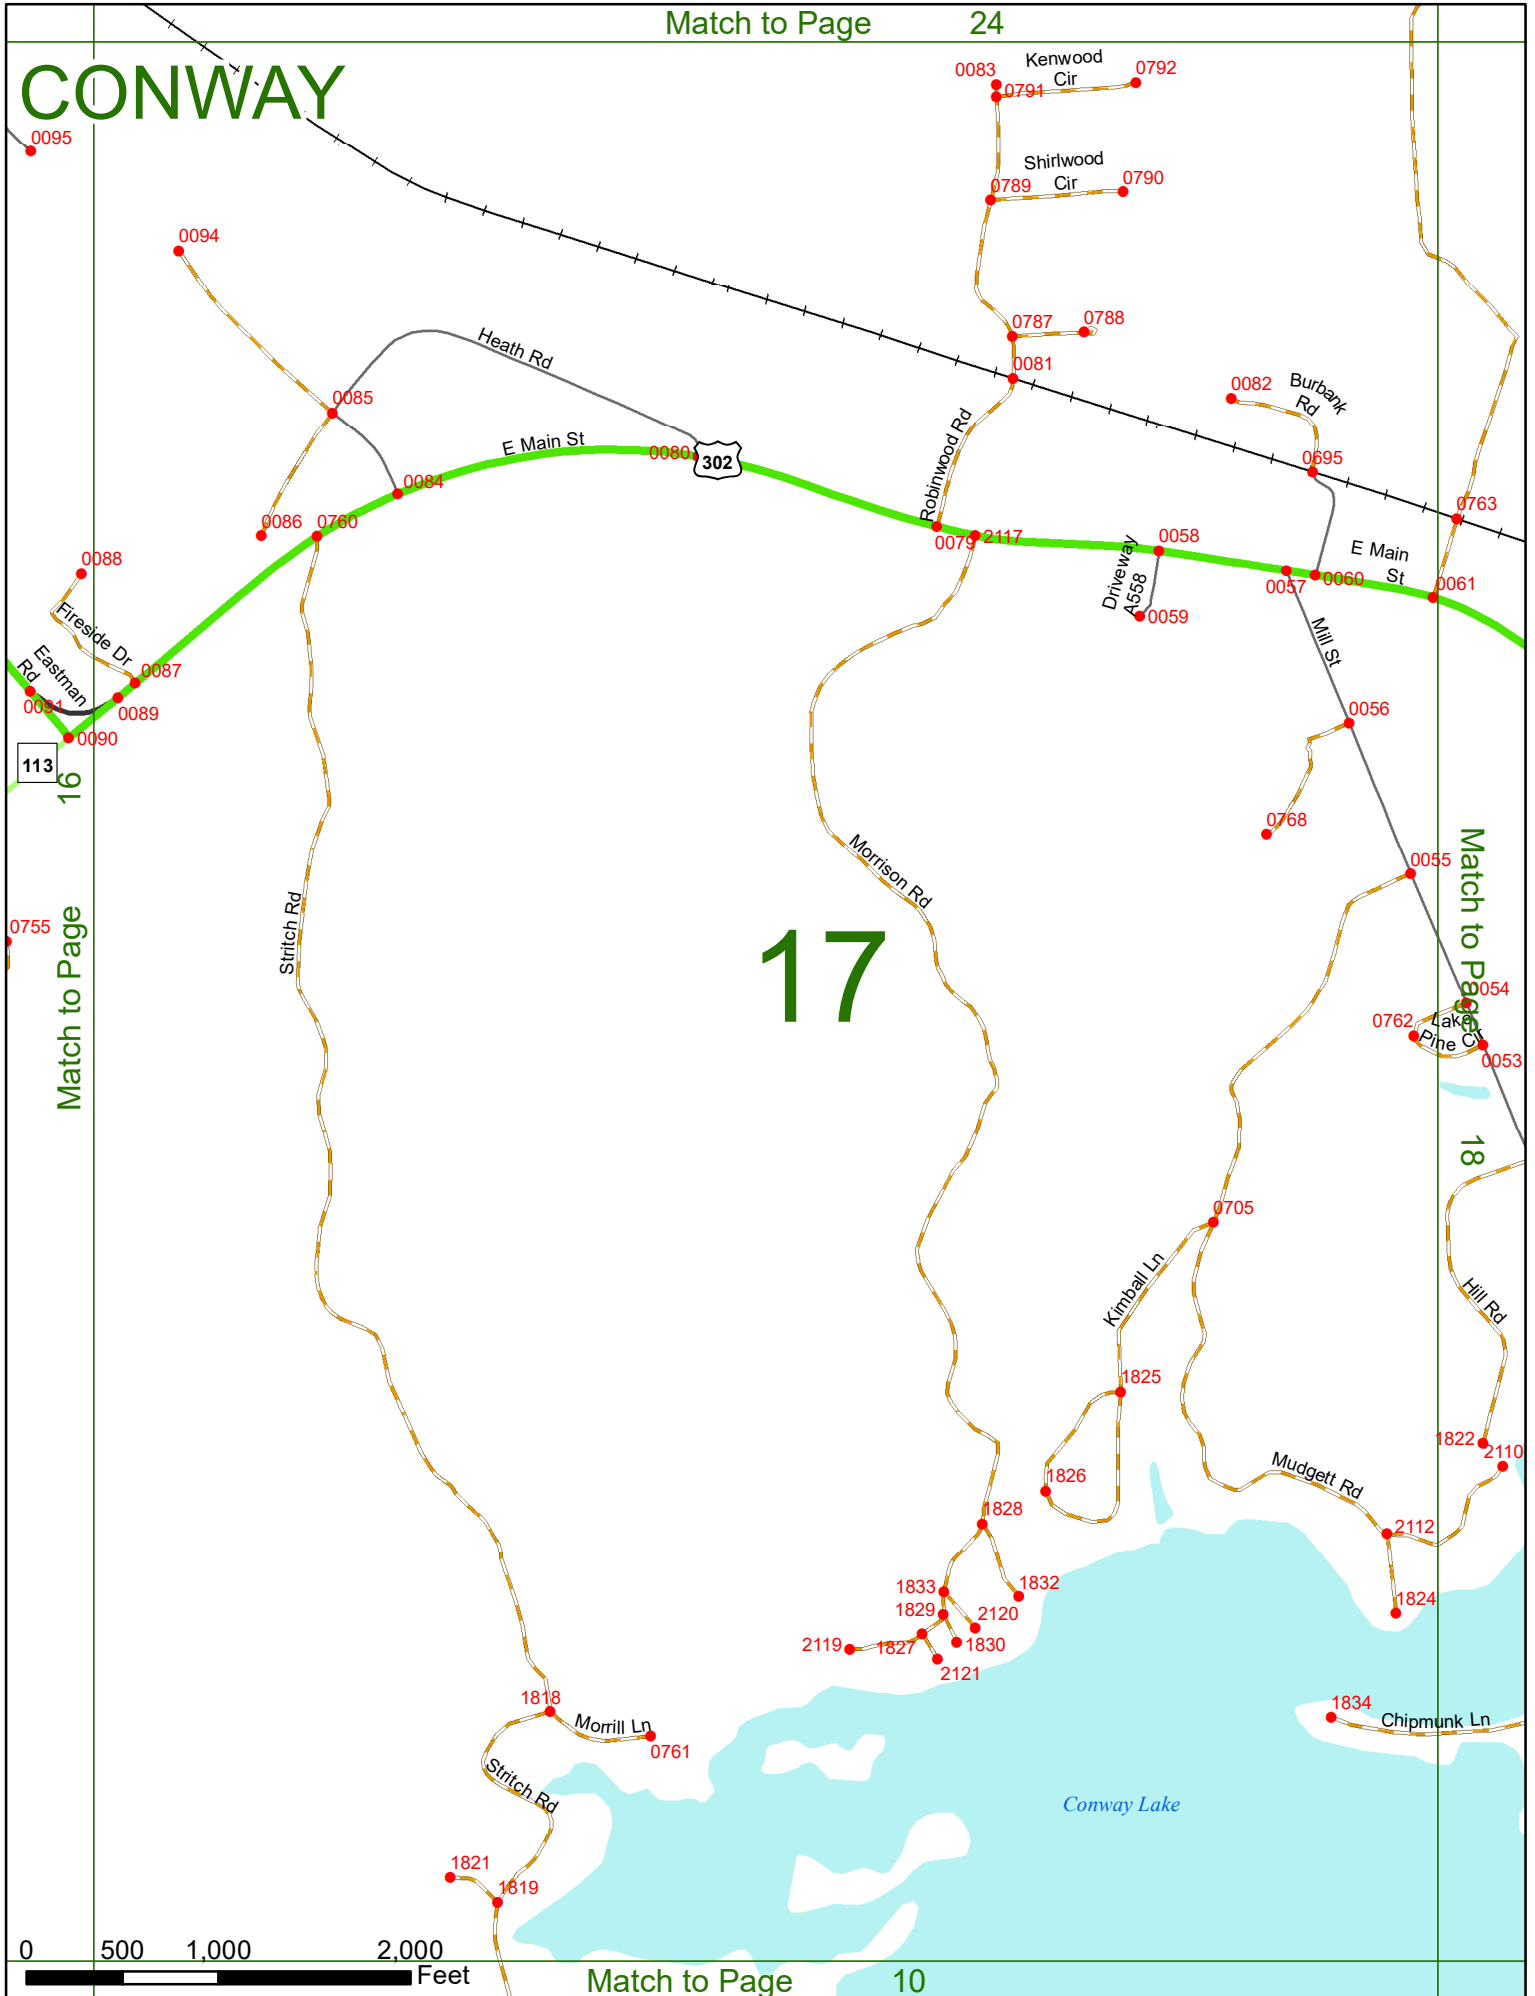 Match to Page 24
CONWAY
Kenwood
Cir
0083
0791
0792
0095
Shirlwood
Cir
0789
0790
0094
0787
0788
0081
Heath Rd
0085
0082
Burbank
Rd
E Main St
0080
302
Robinwood Rd
0695
0084
0086
0760
0079
2117
0058
0763
E Main
St
0057
0060
0061
Driveway
A558
0059
0088
Fireside Dr
Eastman
Rd
0087
0091
0089
0090
113
16
Mill St
0056
0768
Morrison Rd
0055
Match to Page
18
0755
Match to Page
Stritch Rd
17
0054
0762
Lake
Pine Cir
0053
0705
Kimball Ln
Hill Rd
1825
1822
2110
1826
Mudgett Rd
1828
2112
1833
1832
1829
2120
1824
2119
1827
1830
2121
1818
Morrill Ln
0761
1834
Chipmunk Ln
Stritch Rd
Conway Lake
1821
1819
0 500 1,000 2,000
Feet
Match to Page 10